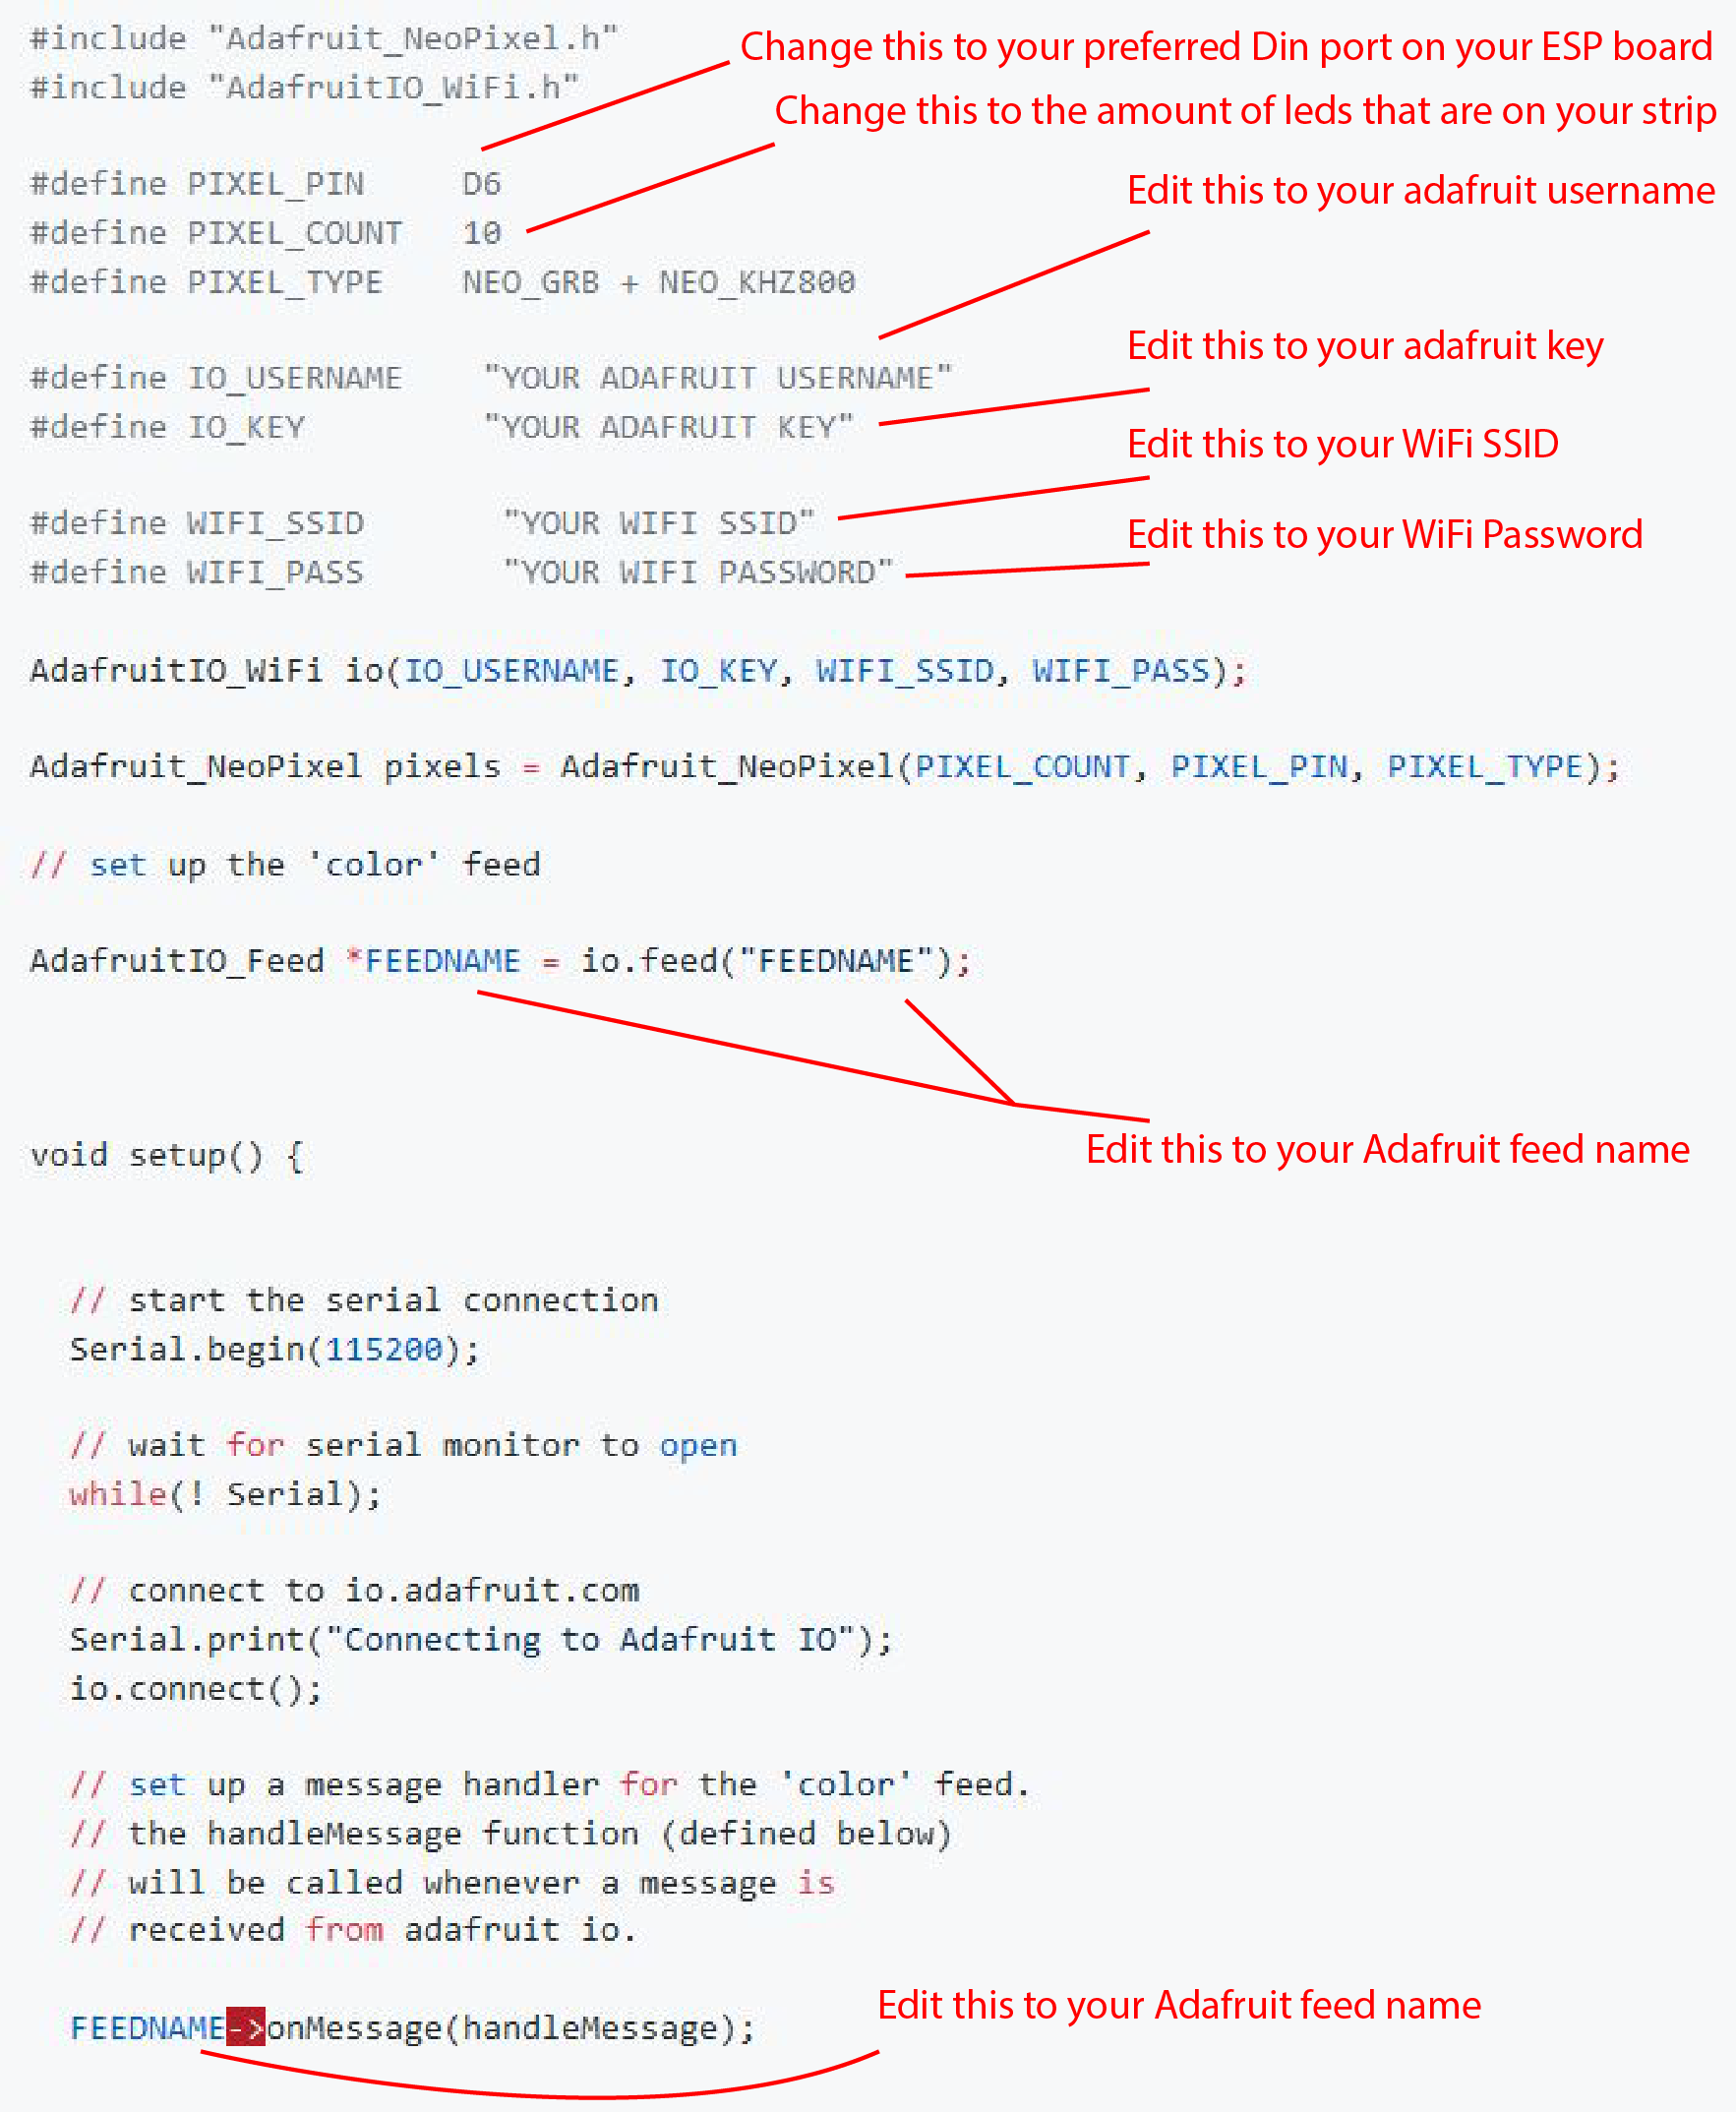 #include "Adafruit_NeoPixel.h"
Change this to your preferred Din port on your ESP board
#include "AdafruitIO_WiFi.h"
Change this to the amount of leds that are on your strip
#define PIXEL_PIN D6
Edit this to your adafruit username
#define PIXEL_COUNT 10
#define PIXEL_TYPE NEO_GRB + NEO_KHZ800
Edit this to your adafruit key
#define IO_USERNAME "YOUR ADAFRUIT USERNAME"
#define IO_KEY "YOUR ADAFRUIT KEY"
Edit this to your WiFi SSID
#define WIFI_SSID "YOUR WIFI SSID"
Edit this to your WiFi Password
#define WIFI_PASS "YOUR WIFI PASSWORD"
AdafruitIO_WiFi io(IO_USERNAME, IO_KEY, WIFI_SSID, WIFI_PASS);
Adafruit_NeoPixel pixels = Adafruit_NeoPixel(PIXEL_COUNT, PIXEL_PIN, PIXEL_TYPE);
// set up the 'color' feed
AdafruitIO_Feed *FEEDNAME = io.feed("FEEDNAME");
Edit this to your Adafruit feed name
void setup() {
// start the serial connection
Serial.begin(115200);
// wait for serial monitor to open
while(! Serial);
// connect to io.adafruit.com
Serial.print("Connecting to Adafruit IO");
io.connect();
// set up a message handler for the 'color' feed.
// the handleMessage function (defined below)
// will be called whenever a message is
// received from adafruit io.
Edit this to your Adafruit feed name
FEEDNAME->onMessage(handleMessage);